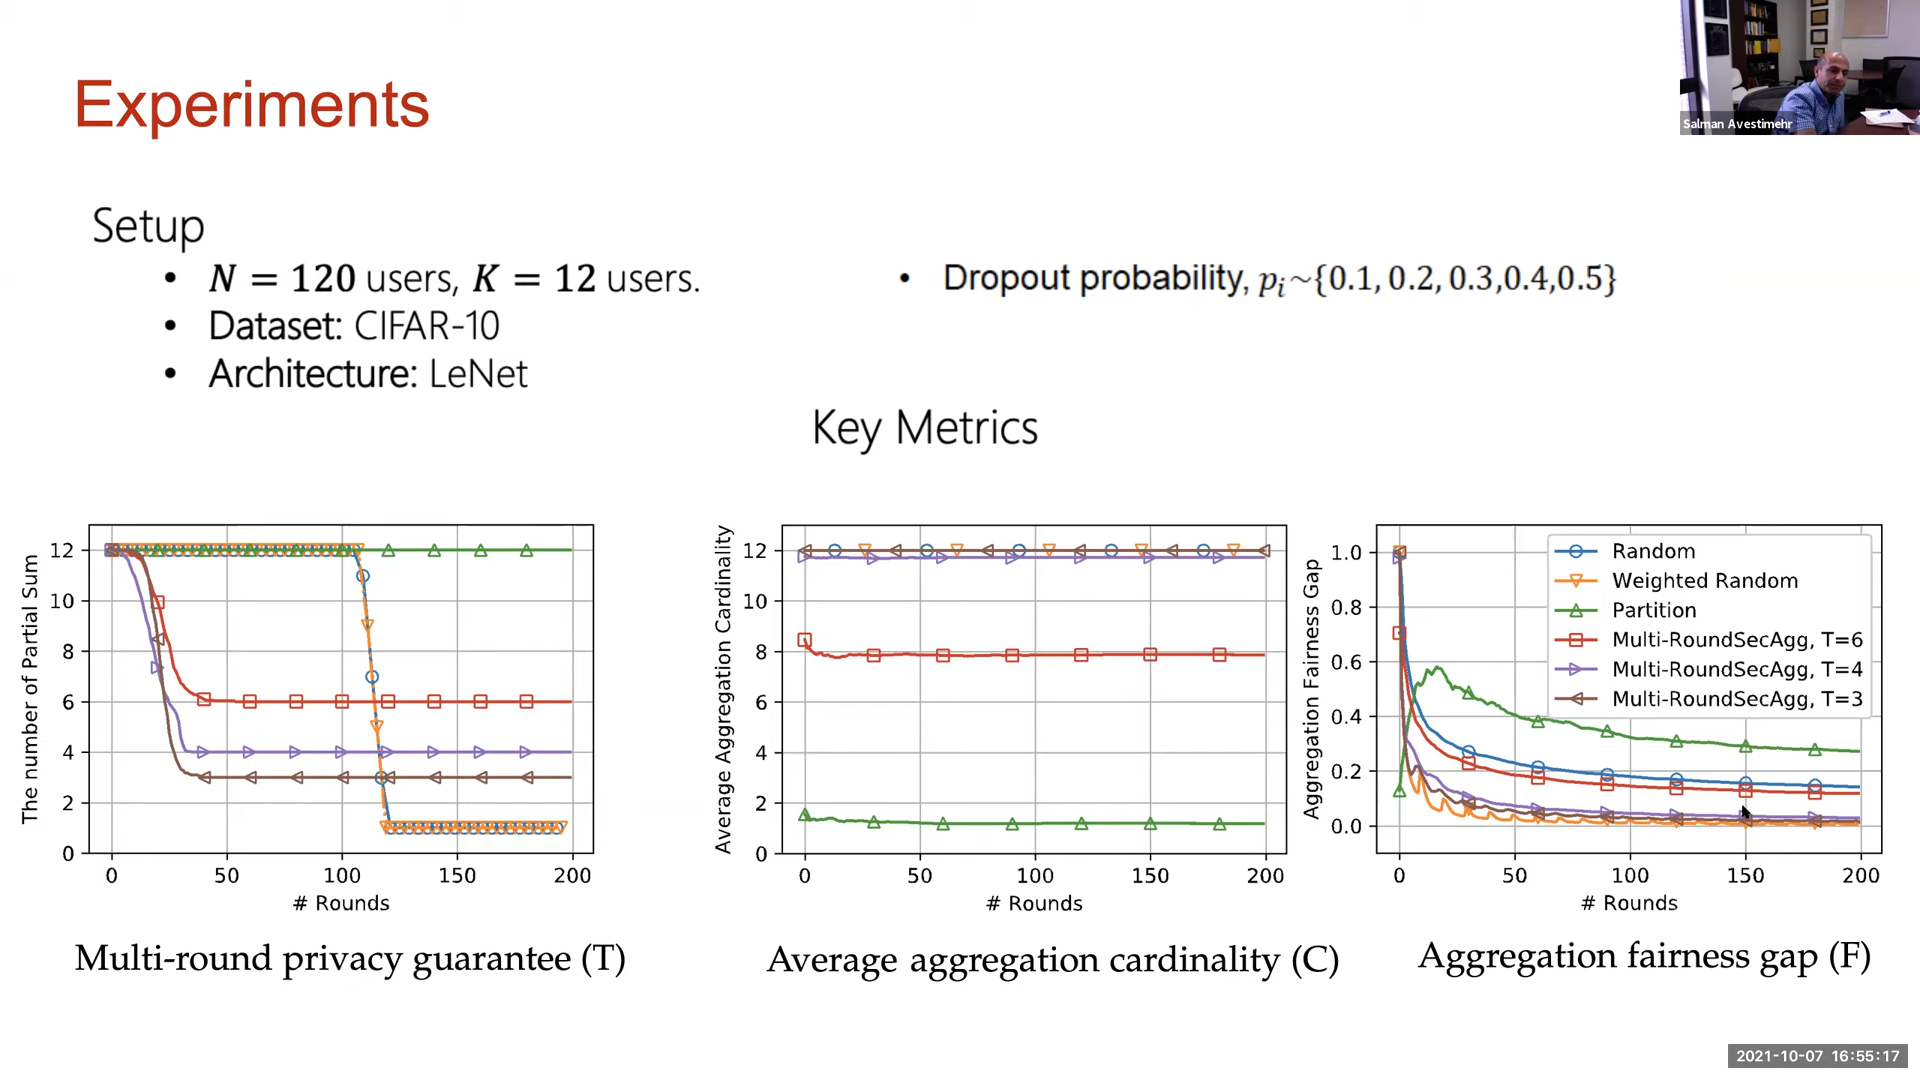 Experiments
Salman Avestimehr
Setup
• N = 120 users, K = 12 users.
• Dataset: CIFAR-10
• Architecture: LeNet
• Dropout probability, pᵢ~{0.1, 0.2, 0.3,0.4,0.5}
Key Metrics
The number of Partial Sum
12
10
8
6
4
2
0
0 50 100 150 200
# Rounds
Multi-round privacy guarantee (T)
Average Aggregation Cardinality
12
10
8
6
4
2
0
0 50 100 150 200
# Rounds
Average aggregation cardinality (C)
Aggregation Fairness Gap
1.0
0.8
0.6
0.4
0.2
0.0
Random
Weighted Random
Partition
Multi-RoundSecAgg, T=6
Multi-RoundSecAgg, T=4
Multi-RoundSecAgg, T=3
0 50 100 150 200
# Rounds
Aggregation fairness gap (F)
2021-10-07 16:55:17